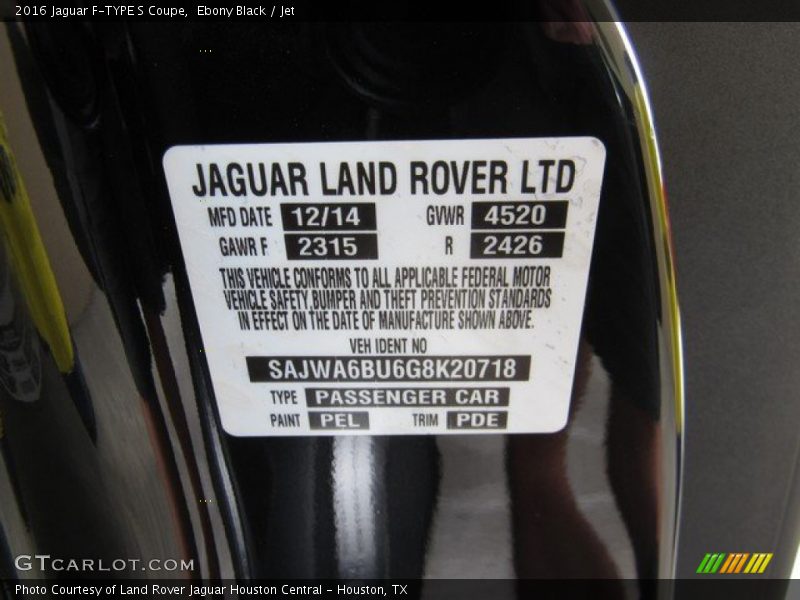 2016 Jaguar F-TYPE S Coupe, Ebony Black / Jet
JAGUAR LAND ROVER LTD
MFD DATE 12/14 GVWR 4520
GAWR F 2315 R 2426
THIS VEHICLE CONFORMS TO ALL APPLICABLE FEDERAL MOTOR
VEHICLE SAFETY, BUMPER AND THEFT PREVENTION STANDARDS
IN EFFECT ON THE DATE OF MANUFACTURE SHOWN ABOVE.
VEH IDENT NO
SAJWA6BU6G8K20718
TYPE PASSENGER CAR
PAINT PEL TRIM PDE
GTCARLOT.COM
Photo Courtesy of Land Rover Jaguar Houston Central - Houston, TX